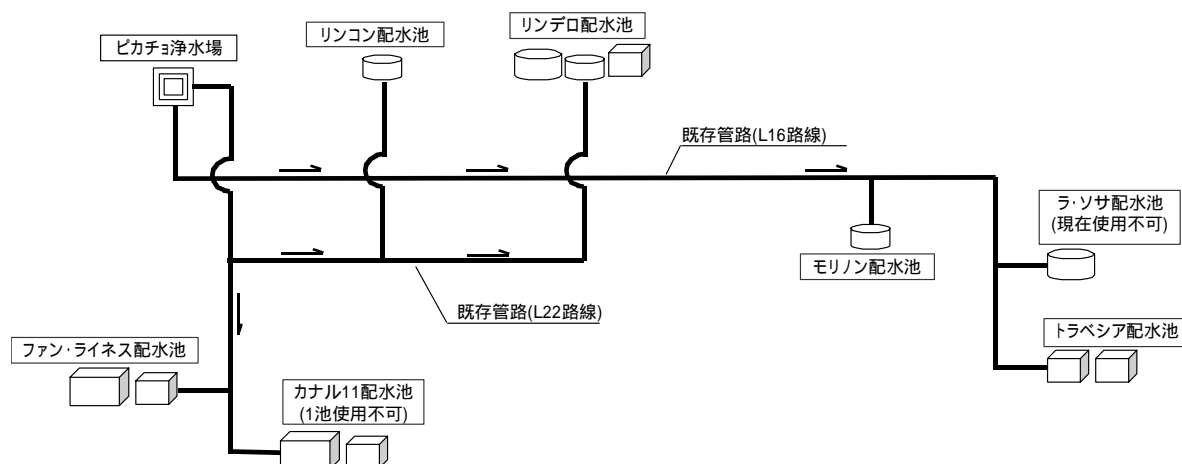 ピカチョ浄水場
リンコン配水池
リンデロ配水池
既存管路(L16路線)
ラ・ソサ配水池
(現在使用不可)
モリノン配水池
既存管路(L22路線)
ファン・ライネス配水池
トラベシア配水池
カナル11配水池
(1池使用不可)